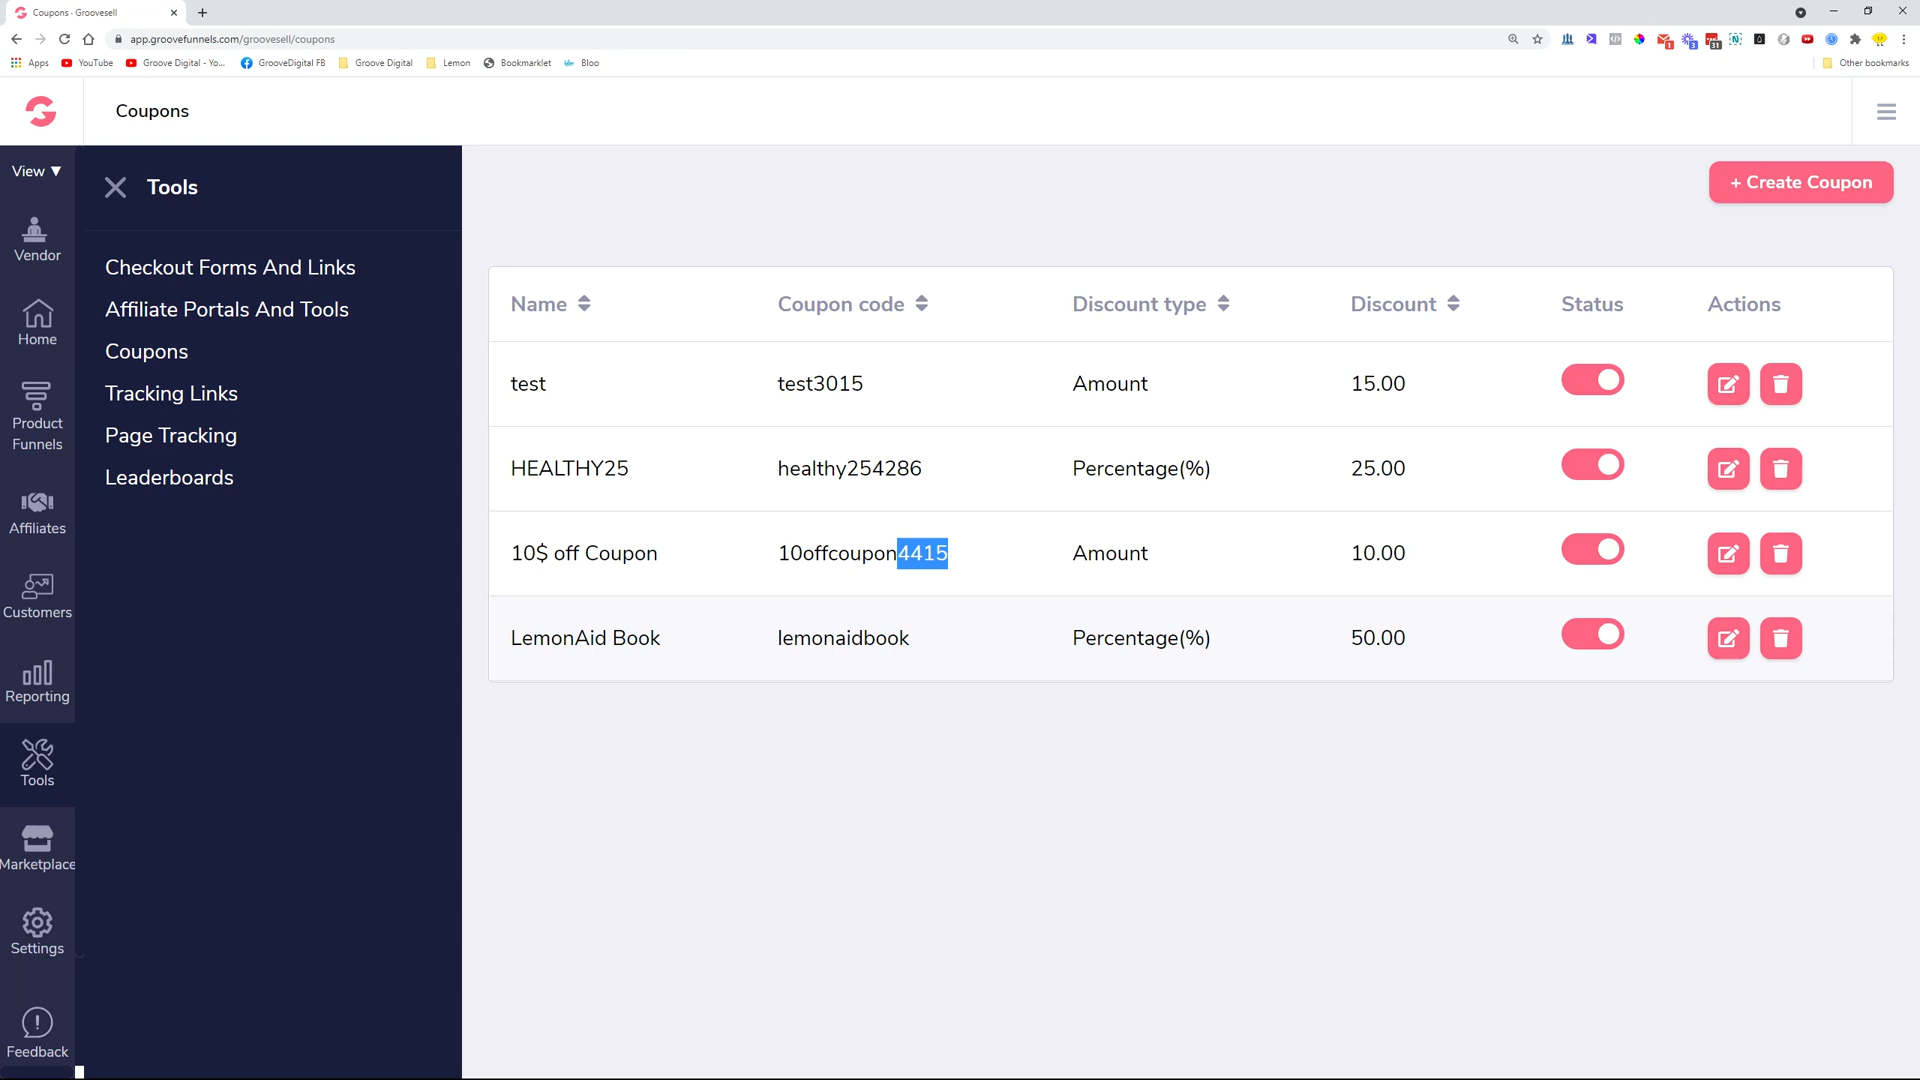 Coupons - Groovesell
app.groovefunnels.com/groovesell/coupons
Apps YouTube Groove Digital - Yo... GrooveDigital FB Groove Digital Lemon Bookmarklet Bloo Other bookmarks
Coupons
View ▼
Tools
+ Create Coupon
Vendor
Home
Product Funnels
Affiliates
Customers
Reporting
Tools
Marketplace
Settings
Feedback
Checkout Forms And Links
Affiliate Portals And Tools
Coupons
Tracking Links
Page Tracking
Leaderboards
Name Coupon code Discount type Discount Status Actions
test test3015 Amount 15.00
HEALTHY25 healthy254286 Percentage(%) 25.00
10$ off Coupon 10offcoupon4415 Amount 10.00
LemonAid Book lemonaidbook Percentage(%) 50.00